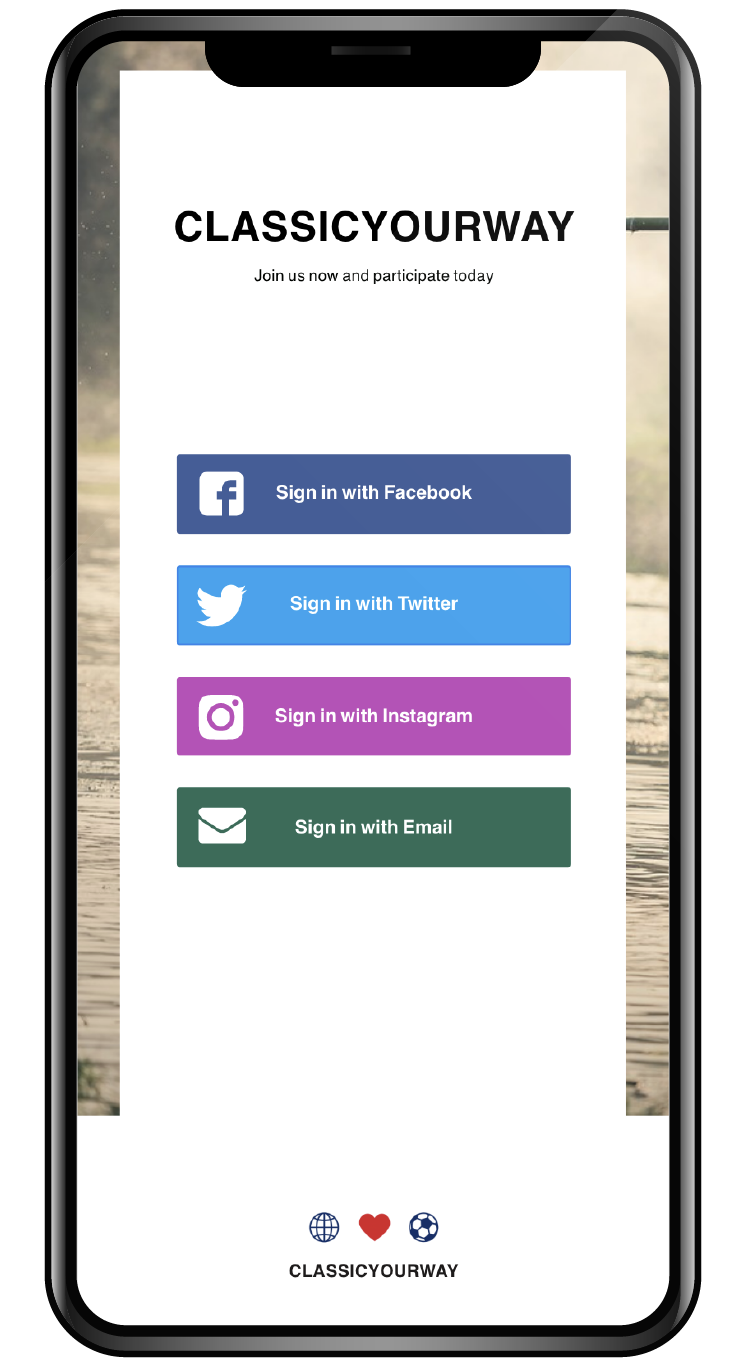 CLASSICYOURWAY
Join us now and participate today
Sign in with Facebook
Sign in with Twitter
Sign in with Instagram
Sign in with Email
CLASSICYOURWAY